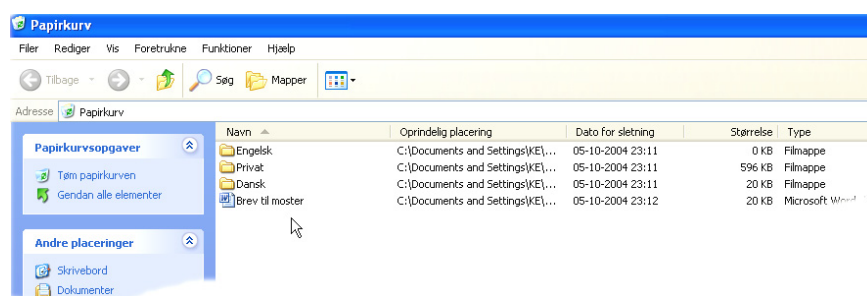 Papirkurv
Filer Rediger Vis Foretrukne Funktioner Hjælp
Tilbage Søg Mapper
Adresse Papirkurv
Navn Oprindelig placering Dato for sletning Størrelse Type
Papirkurvsopgaver
Tøm papirkurven
Gendan alle elementer
Engelsk C:\Documents and Settings\KE\... 05-10-2004 23:11 0 KB Filmappe
Privat C:\Documents and Settings\KE\... 05-10-2004 23:11 596 KB Filmappe
Dansk C:\Documents and Settings\KE\... 05-10-2004 23:11 20 KB Filmappe
Brev til moster C:\Documents and Settings\KE\... 05-10-2004 23:12 20 KB Microsoft Word
Andre placeringer
Skrivebord
Dokumenter